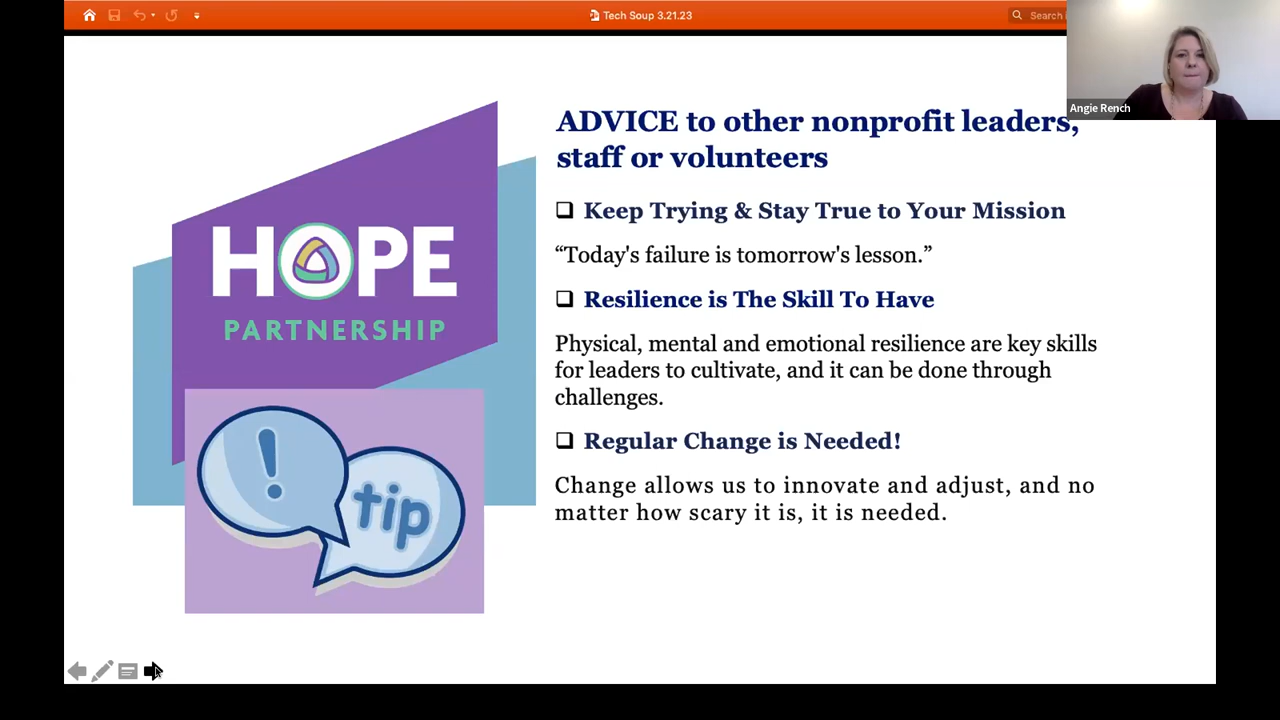 Tech Soup 3.21.23
Search i
Angie Rench
ADVICE to other nonprofit leaders,
staff or volunteers
Keep Trying & Stay True to Your Mission
“Today's failure is tomorrow's lesson.”
Resilience is The Skill To Have
Physical, mental and emotional resilience are key skills
for leaders to cultivate, and it can be done through
challenges.
Regular Change is Needed!
Change allows us to innovate and adjust, and no
matter how scary it is, it is needed.
HOPE
PARTNERSHIP
!
tip